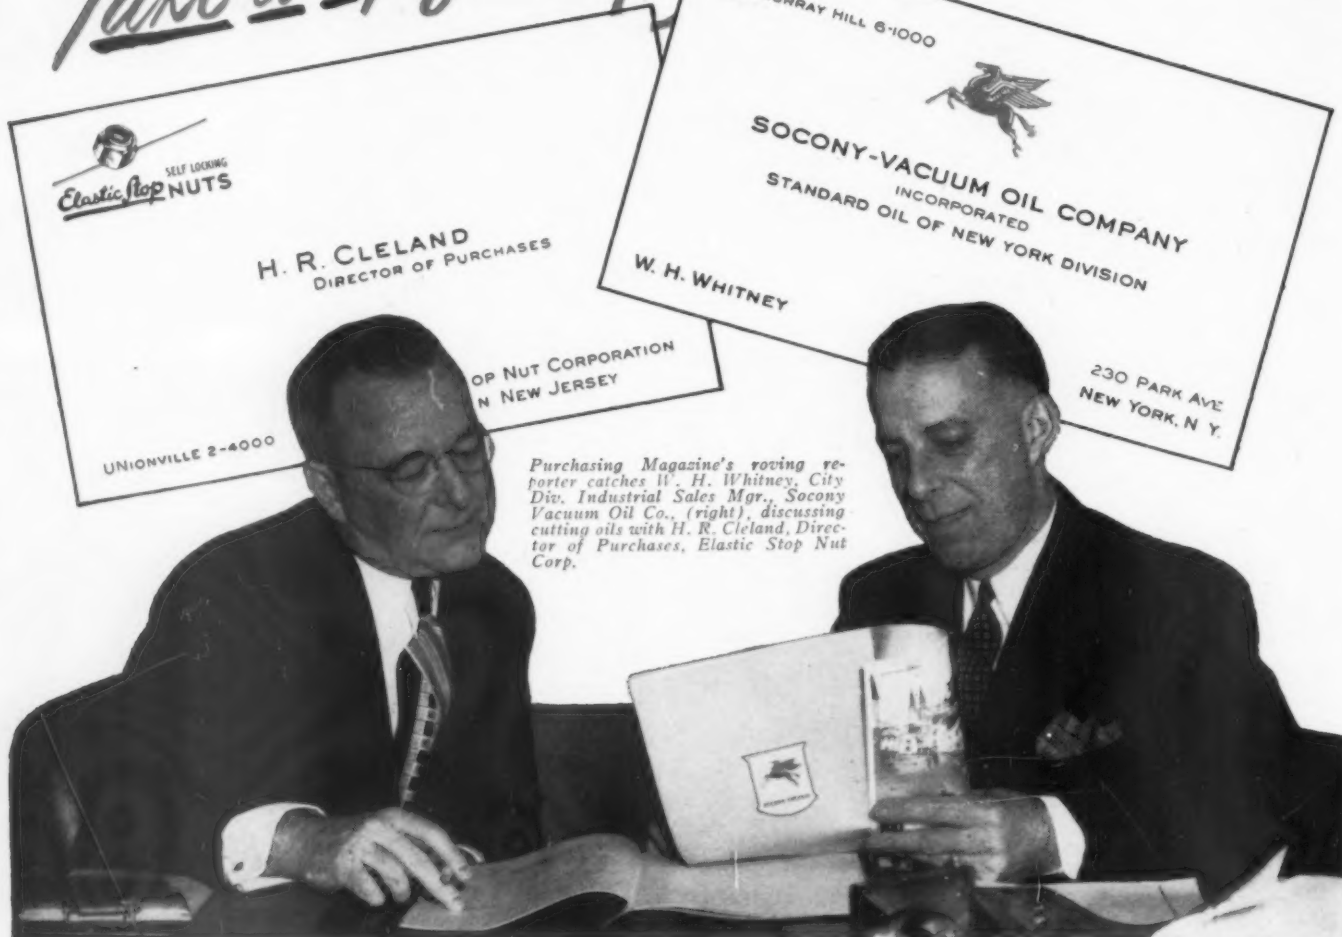 SELF LOCKING
Elastic Stop NUTS
H. R. CLELAND
DIRECTOR OF PURCHASES
OP NUT CORPORATION
N NEW JERSEY
UNIONVILLE 2-4000
RRAY HILL 6-1000
SOCONY-VACUUM OIL COMPANY
INCORPORATED
STANDARD OIL OF NEW YORK DIVISION
W. H. WHITNEY
230 PARK AVE
NEW YORK, N Y.
Purchasing Magazine's roving re-
porter catches W. H. Whitney, City
Div. Industrial Sales Mgr., Socony
Vacuum Oil Co., (right), discussing
cutting oils with H. R. Cleland, Direc-
tor of Purchases, Elastic Stop Nut
Corp.